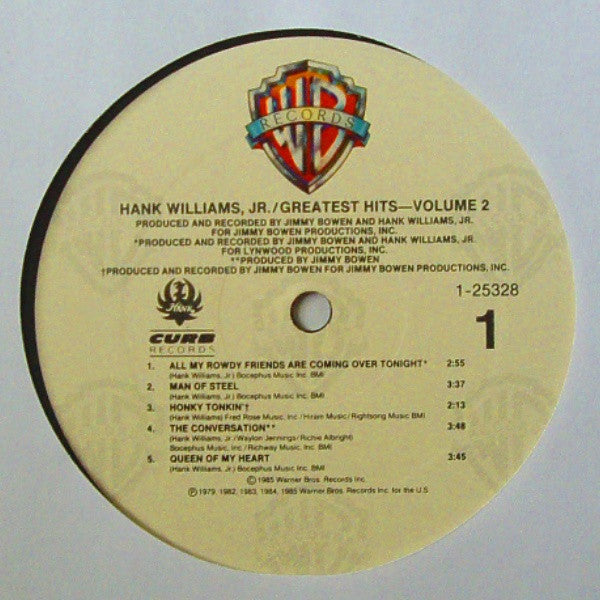 WB
RECORDS
HANK WILLIAMS, JR./GREATEST HITS—VOLUME 2
PRODUCED AND RECORDED BY JIMMY BOWEN AND HANK WILLIAMS, JR.
FOR JIMMY BOWEN PRODUCTIONS, INC.
*PRODUCED AND RECORDED BY JIMMY BOWEN AND HANK WILLIAMS, JR.
FOR LYNWOOD PRODUCTIONS, INC.
**PRODUCED BY JIMMY BOWEN
†PRODUCED AND RECORDED BY JIMMY BOWEN FOR JIMMY BOWEN PRODUCTIONS, INC.
HANK
1-25328
CURB
RECORDS
1
1. ALL MY ROWDY FRIENDS ARE COMING OVER TONIGHT* 2:55
(Hank Williams, Jr.) Bocephus Music Inc. BMI
2. MAN OF STEEL 3:37
(Hank Williams, Jr.) Bocephus Music Inc. BMI
3. HONKY TONKIN'† 2:13
(Hank Williams) Fred Rose Music, Inc./Hiram Music/Rightsong Music BMI
4. THE CONVERSATION** 3:48
(Hank Williams, Jr./Waylon Jennings/Richie Albright)
Bocephus Music, Inc./Richway Music, Inc. BMI
5. QUEEN OF MY HEART 3:45
(Hank Williams, Jr.) Bocephus Music, Inc. BMI
©1985 Warner Bros. Records Inc.
℗1979, 1982, 1983, 1984, 1985 Warner Bros. Records Inc. for the U.S.